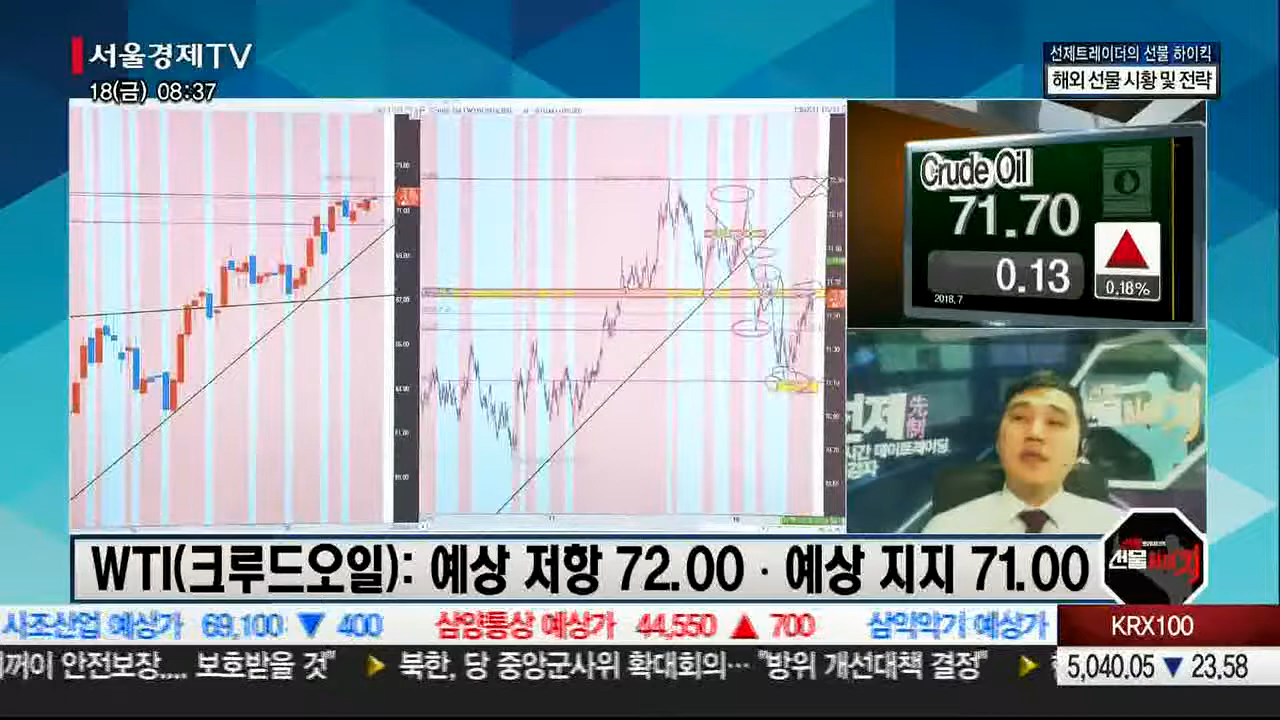 서울경제TV
18(금) 08:37
선제트레이더의 선물 하이킥
해외 선물 시황 및 전략
Crude Oil
71.70
0.13
0.18%
2018, 7
선제 先制
WTI(크루드오일): 예상 저항 72.00 · 예상 지지 71.00
선물
사조산업 예상가 69,100 ▼ 400 삼양통상 예상가 44,550 ▲ 700 삼익악기 예상가
KRX100
안전보장.... 보호받을 것" ▶ 북한, 당 중앙군사위 확대회의… "방위 개선대책 결정" ▶
5,040.05 ▼ 23.58